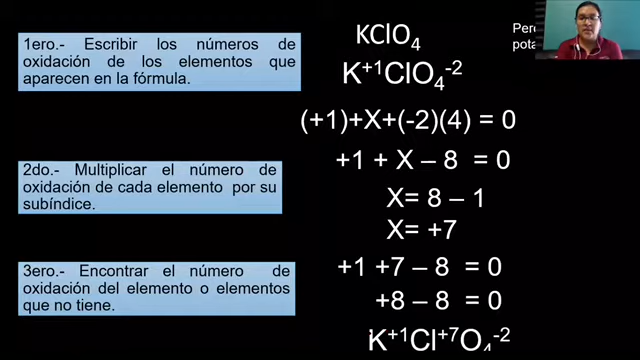 1ero.- Escribir los números de
oxidación de los elementos que
aparecen en la fórmula.
2do.- Multiplicar el número de
oxidación de cada elemento por su
subíndice.
3ero.- Encontrar el número de
oxidación del elemento o elementos
que no tiene.
KClO₄
K⁺¹ClO₄⁻²
(+1)+X+(-2)(4) = 0
+1 + X – 8 = 0
X= 8 – 1
X= +7
+1 +7 – 8 = 0
+8 – 8 = 0
K⁺¹Cl⁺⁷O₄⁻²